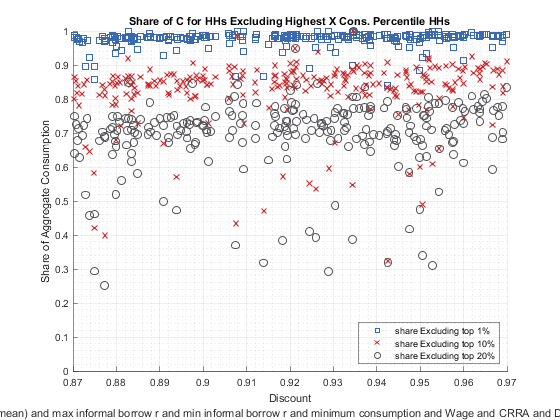 Share of C for HHs Excluding Highest X Cons. Percentile HHs
1
0.9
0.8
0.7
0.6
0.5
0.4
0.3
0.2
0.1
0
Share of Aggregate Consumption
share Excluding top 1%
share Excluding top 10%
share Excluding top 20%
0.87 0.88 0.89 0.9 0.91 0.92 0.93 0.94 0.95 0.96 0.97
Discount
mean) and max informal borrow r and min informal borrow r and minimum consumption and Wage and CRRA and